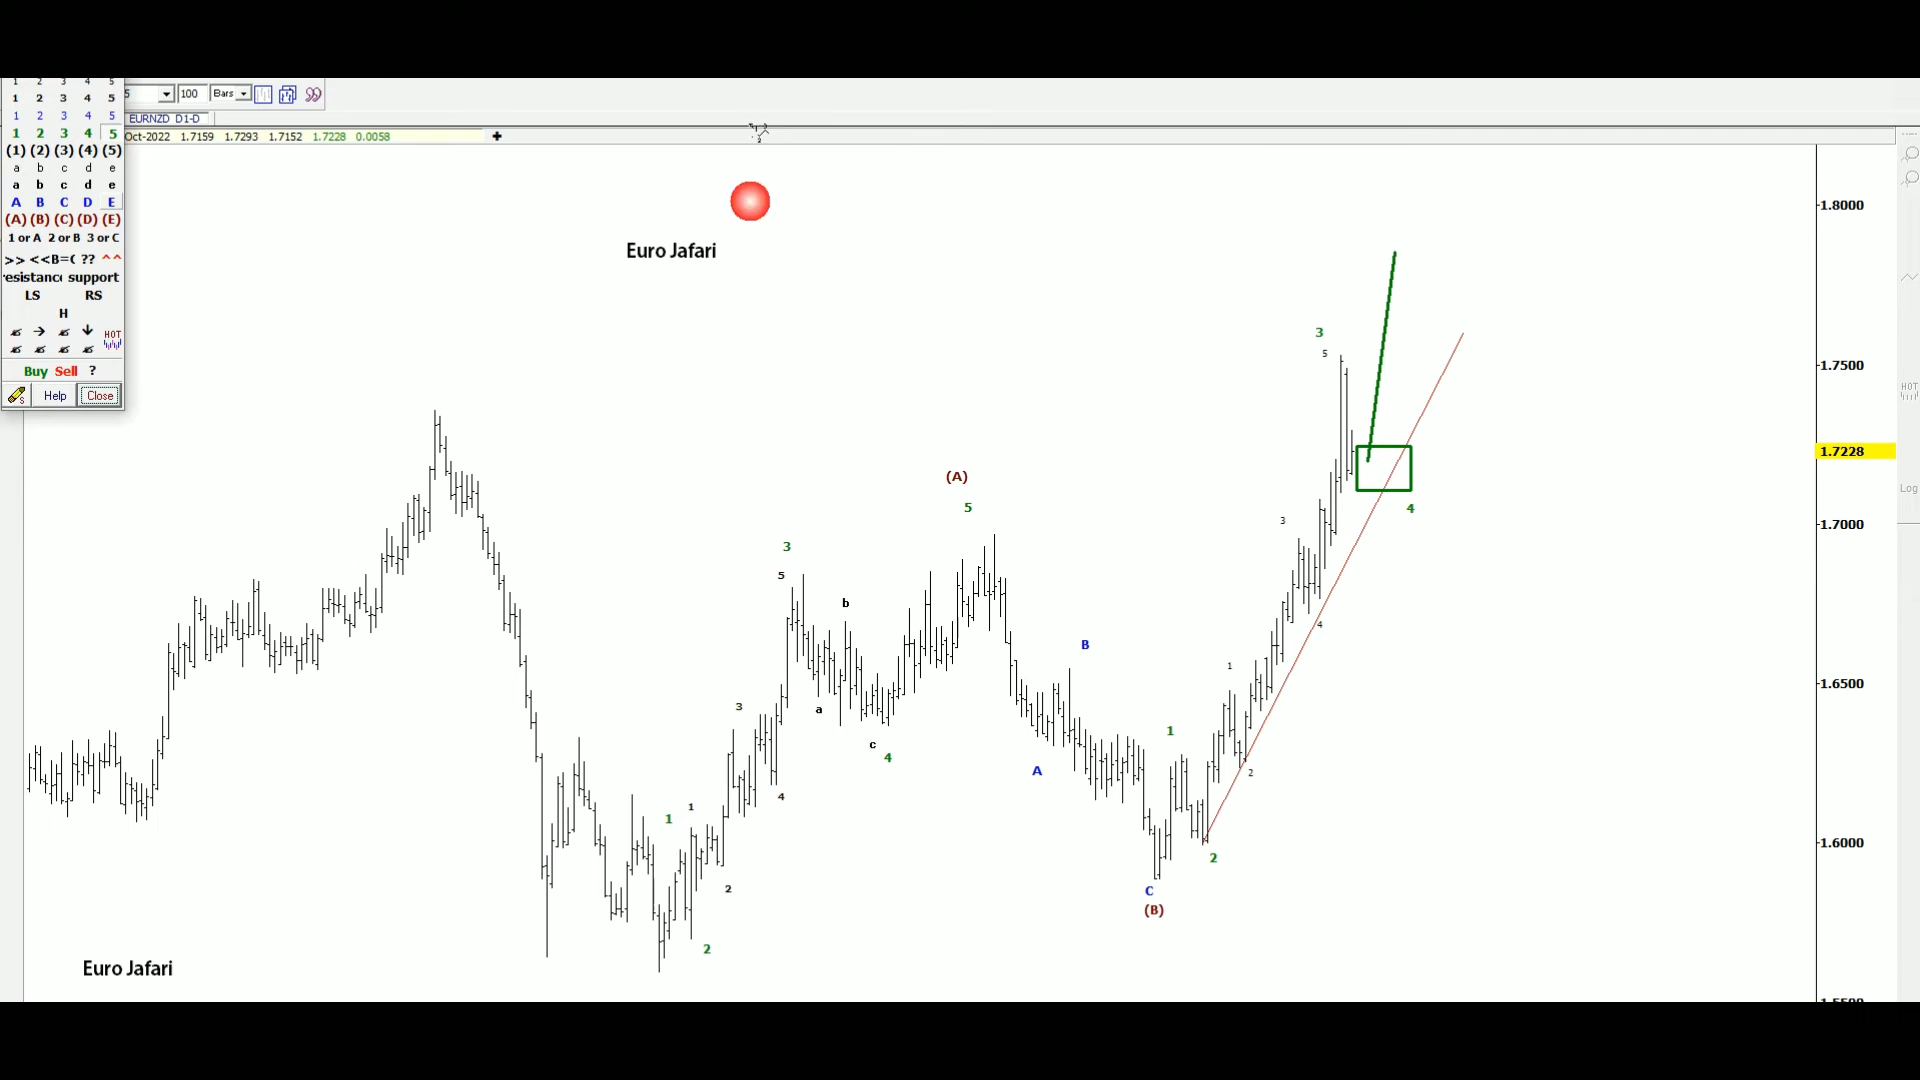 1 2 3 4 5
1 2 3 4 5
1 2 3 4 5
1 2 3 4 5
(1) (2) (3) (4) (5)
a b c d e
a b c d e
A B C D E
(A) (B) (C) (D) (E)
1 or A 2 or B 3 or C
>> <<B=( ?? ^^
esistanc support
LS RS
H
HOT
Buy Sell ?
Help Close
5 100 Bars
EURNZD D1-D
Oct-2022 1.7159 1.7293 1.7152 1.7228 0.0058
Euro Jafari
1.8000
3
5
1.7500
HOT
1.7228
(A)
Log
5
4
3
1.7000
3
5
b
4
B
1
1.6500
3
a
1
c
4
A
2
4
1
1
1.6000
2
2
C
(B)
2
Euro Jafari